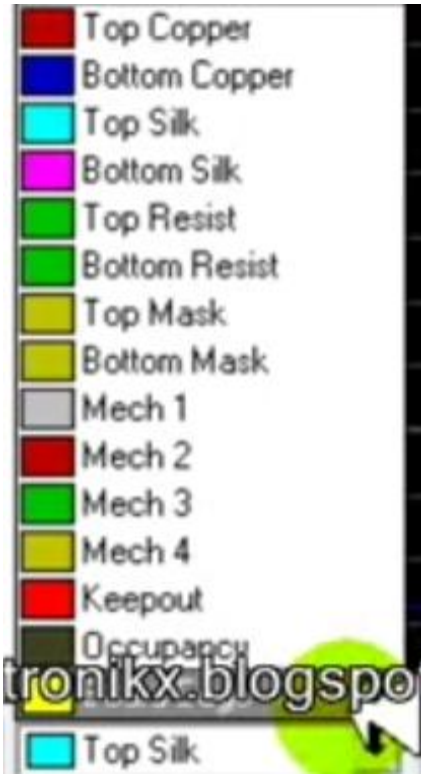 Top Copper
Bottom Copper
Top Silk
Bottom Silk
Top Resist
Bottom Resist
Top Mask
Bottom Mask
Mech 1
Mech 2
Mech 3
Mech 4
Keepout
Occupancy
tronikx.blogspo
Top Silk